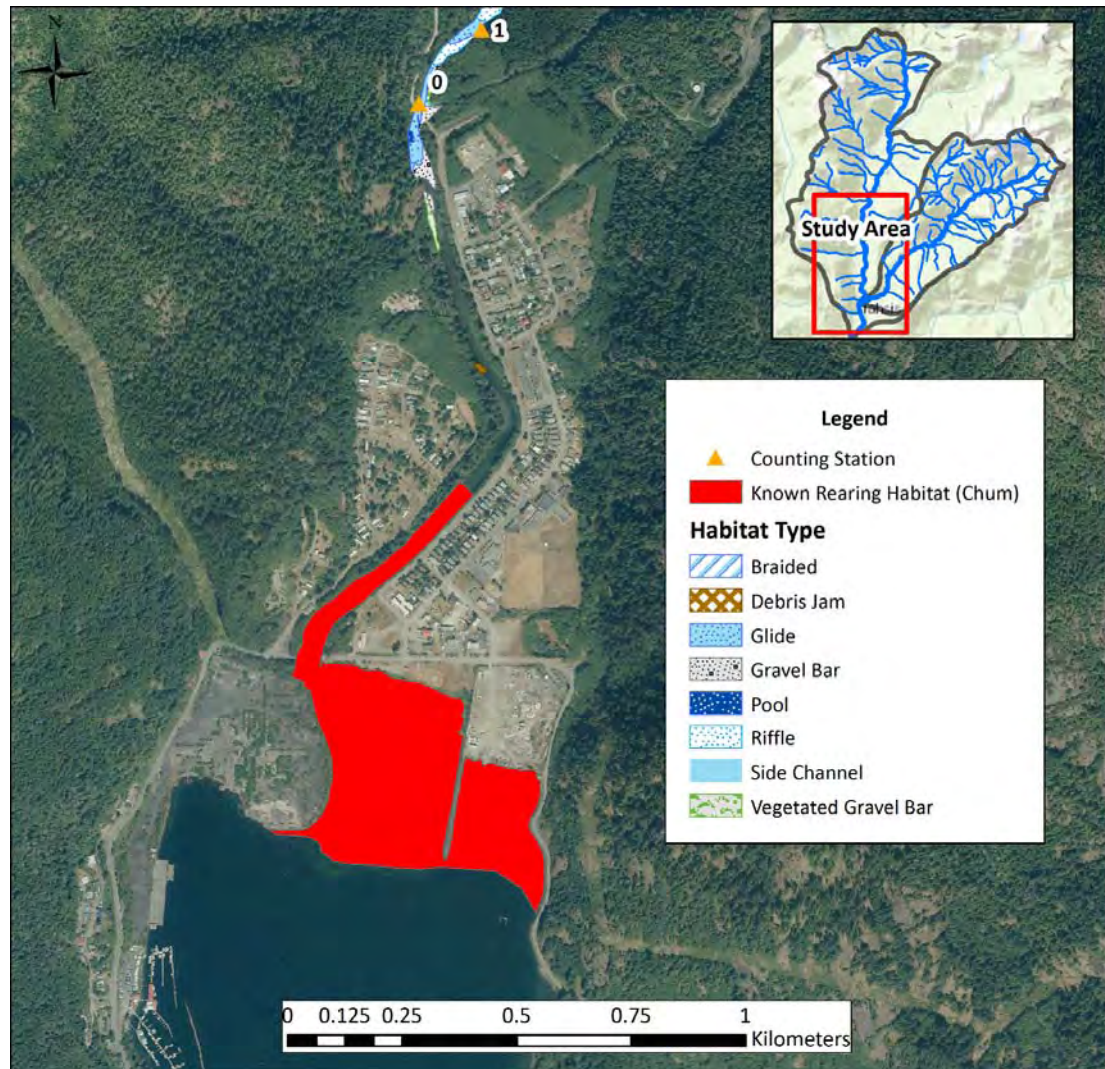 N
1
0
Study Area
Legend
Counting Station
Known Rearing Habitat (Chum)
Habitat Type
Braided
Debris Jam
Glide
Gravel Bar
Pool
Riffle
Side Channel
Vegetated Gravel Bar
0 0.125 0.25 0.5 0.75 1
Kilometers